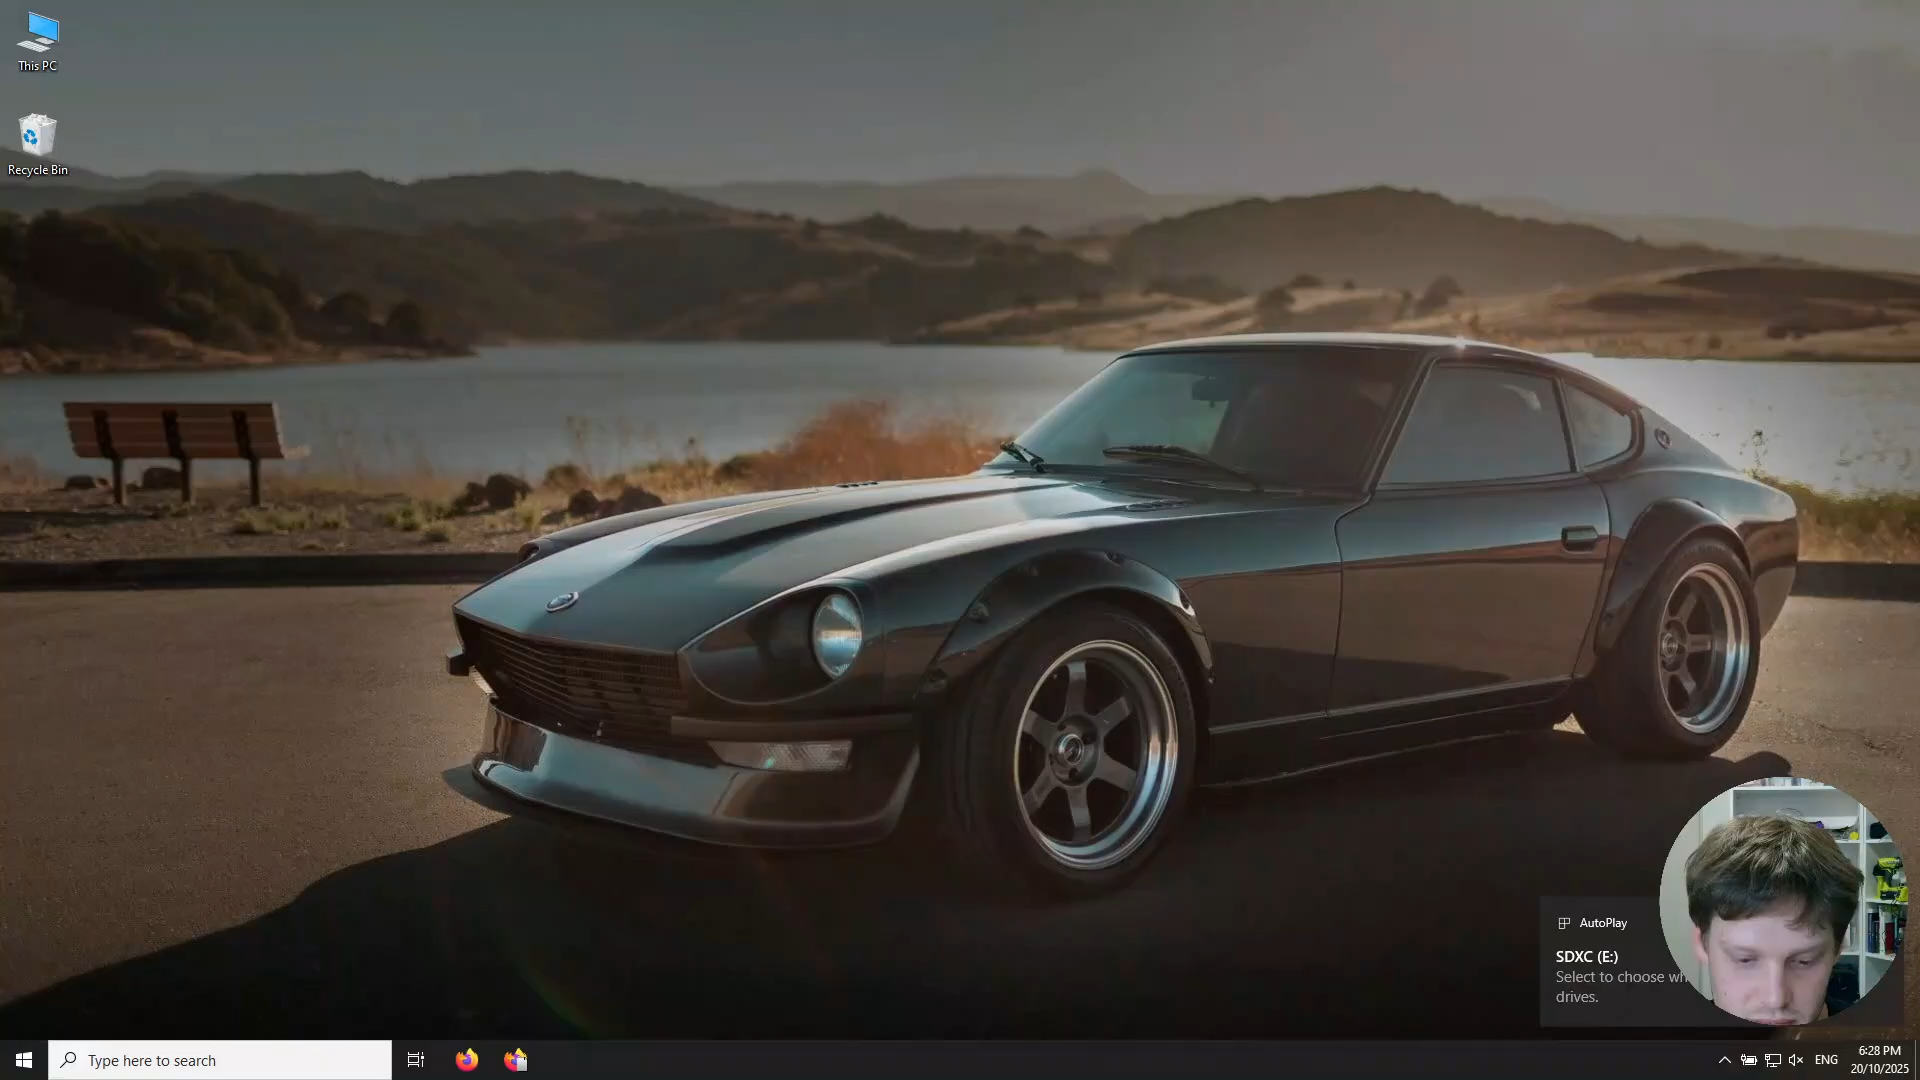 This PC
Recycle Bin
AutoPlay
SDXC (E:)
Select to choose
drives.
Type here to search
ENG
6:28 PM
20/10/2025